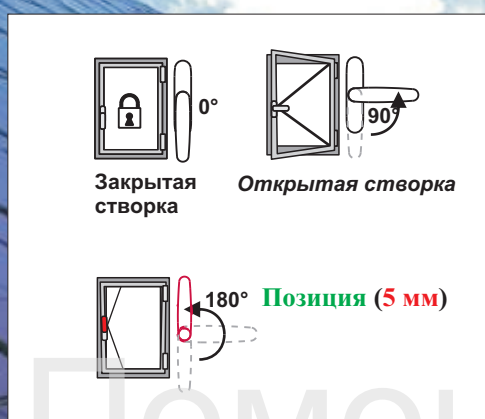 0°
90°
Закрытая
створка
Открытая створка
180° Позиция (5 мм)